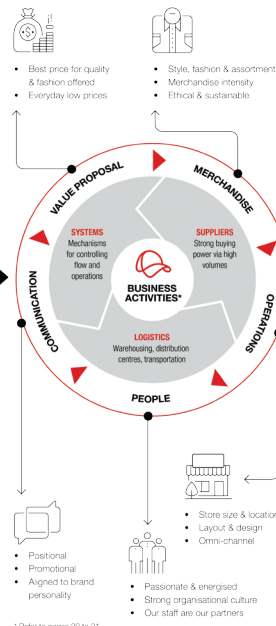 • Best price for quality
& fashion offered
• Everyday low prices
• Style, fashion & assortment
• Merchandise intensity
• Ethical & sustainable
VALUE PROPOSAL
MERCHANDISE
SYSTEMS
Mechanisms
for controlling
flow and
operations
SUPPLIERS
Strong buying
power via high
volumes
BUSINESS
ACTIVITIES*
COMMUNICATION
OPERATIONS
LOGISTICS
Warehousing, distribution
centres, transportation
PEOPLE
• Store size & location
• Layout & design
• Omni-channel
• Positional
• Promotional
• Aligned to brand
personality
• Passionate & energised
• Strong organisational culture
• Our staff are our partners